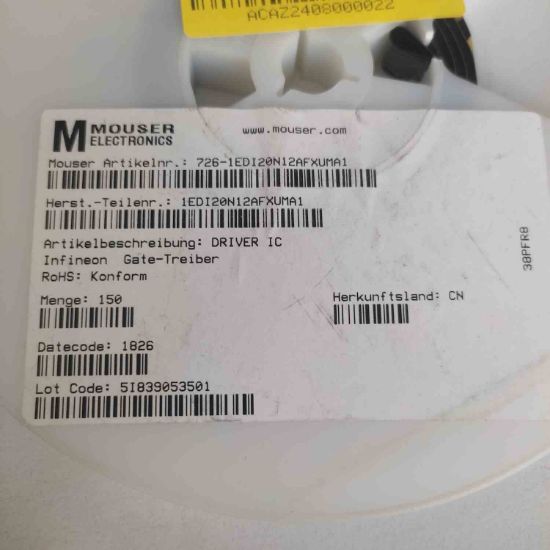 ACAZ2408000022
MOUSER ELECTRONICS
www.mouser.com
Mouser Artikelnr.: 726-1EDI20N12AFXUMA1
Herst.-Teilenr.: 1EDI20N12AFXUMA1
Artikelbeschreibung: DRIVER IC
Infineon Gate-Treiber
RoHS: Konform
Menge: 150
Herkunftsland: CN
Datecode: 1826
Lot Code: 5I839053501
38PFR8